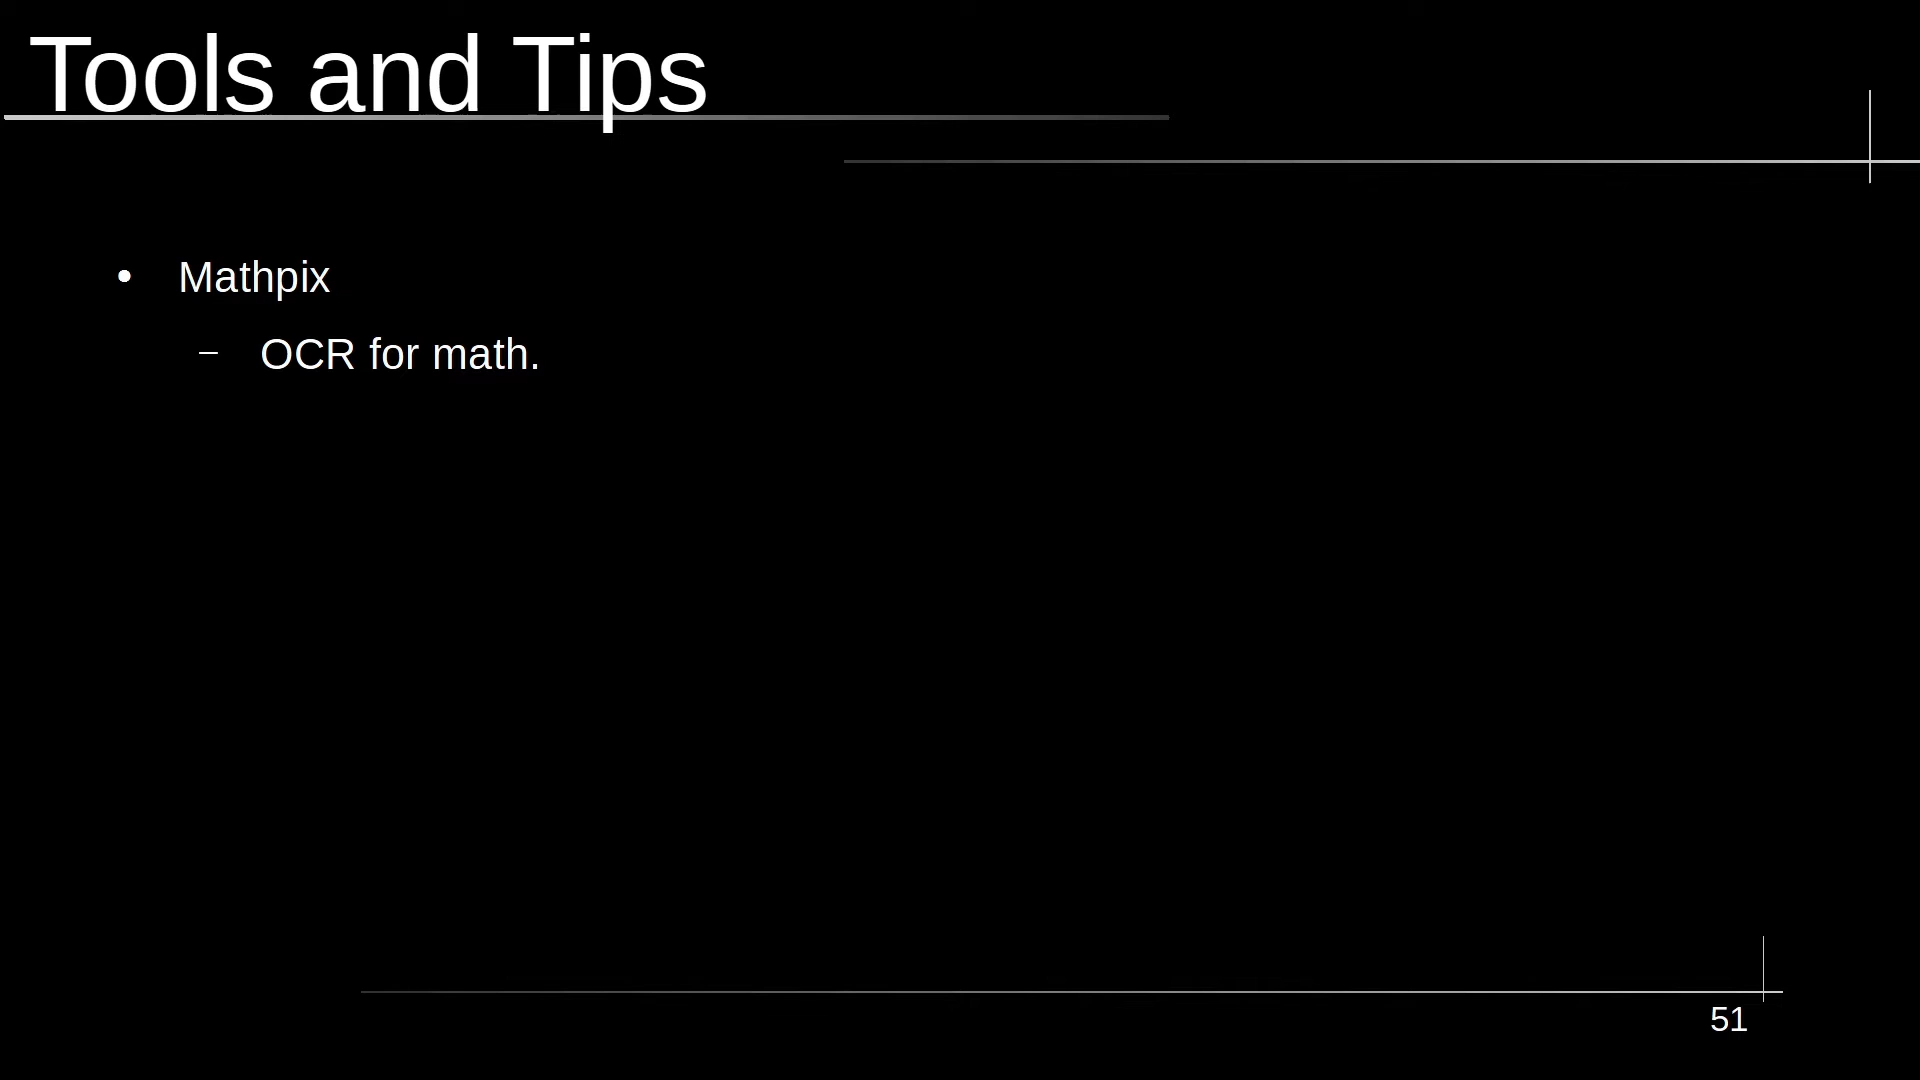 Tools and Tips
• Mathpix
– OCR for math.
51